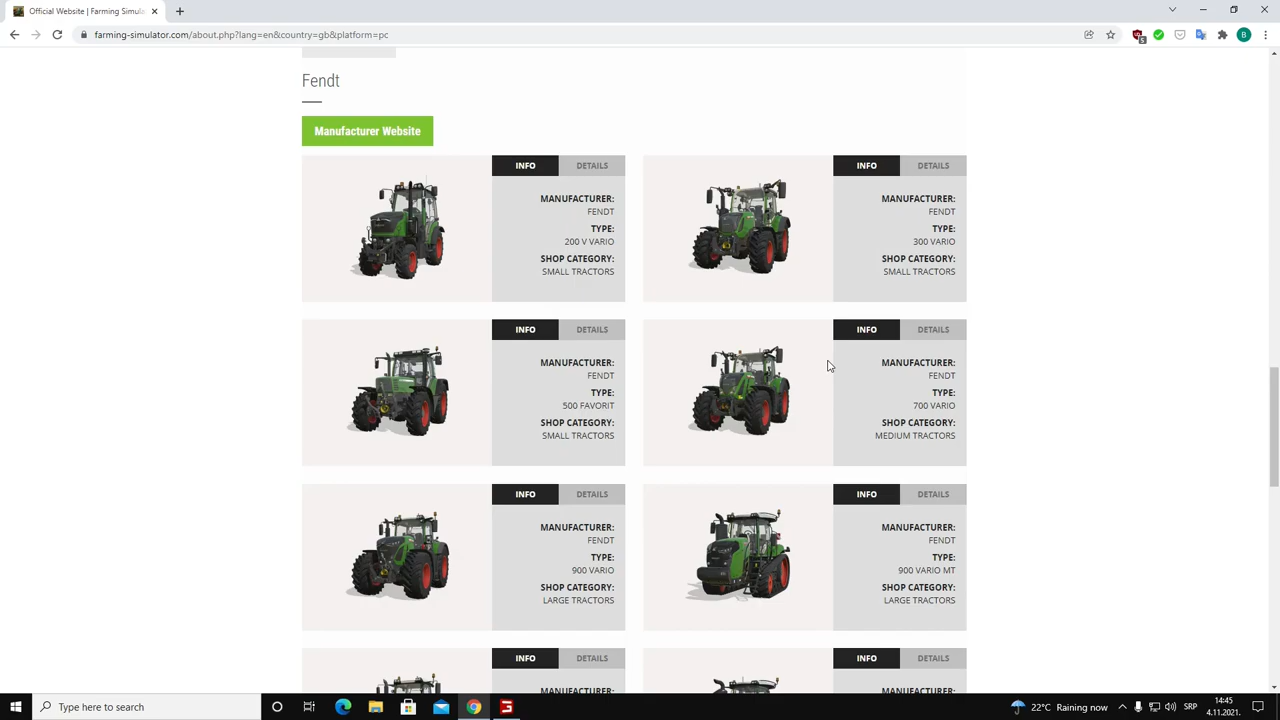 Official Website | Farming Simula
farming-simulator.com/about.php?lang=en&country=gb&platform=pc
5
B
Fendt
Manufacturer Website
INFO DETAILS
MANUFACTURER:
FENDT
TYPE:
200 V VARIO
SHOP CATEGORY:
SMALL TRACTORS
INFO DETAILS
MANUFACTURER:
FENDT
TYPE:
300 VARIO
SHOP CATEGORY:
SMALL TRACTORS
INFO DETAILS
MANUFACTURER:
FENDT
TYPE:
500 FAVORIT
SHOP CATEGORY:
SMALL TRACTORS
INFO DETAILS
MANUFACTURER:
FENDT
TYPE:
700 VARIO
SHOP CATEGORY:
MEDIUM TRACTORS
INFO DETAILS
MANUFACTURER:
FENDT
TYPE:
900 VARIO
SHOP CATEGORY:
LARGE TRACTORS
INFO DETAILS
MANUFACTURER:
FENDT
TYPE:
900 VARIO MT
SHOP CATEGORY:
LARGE TRACTORS
INFO DETAILS
MANUFACTURER:
INFO DETAILS
MANUFACTURER:
Type here to search
22°C Raining now
SRP
14:45
4.11.2021.